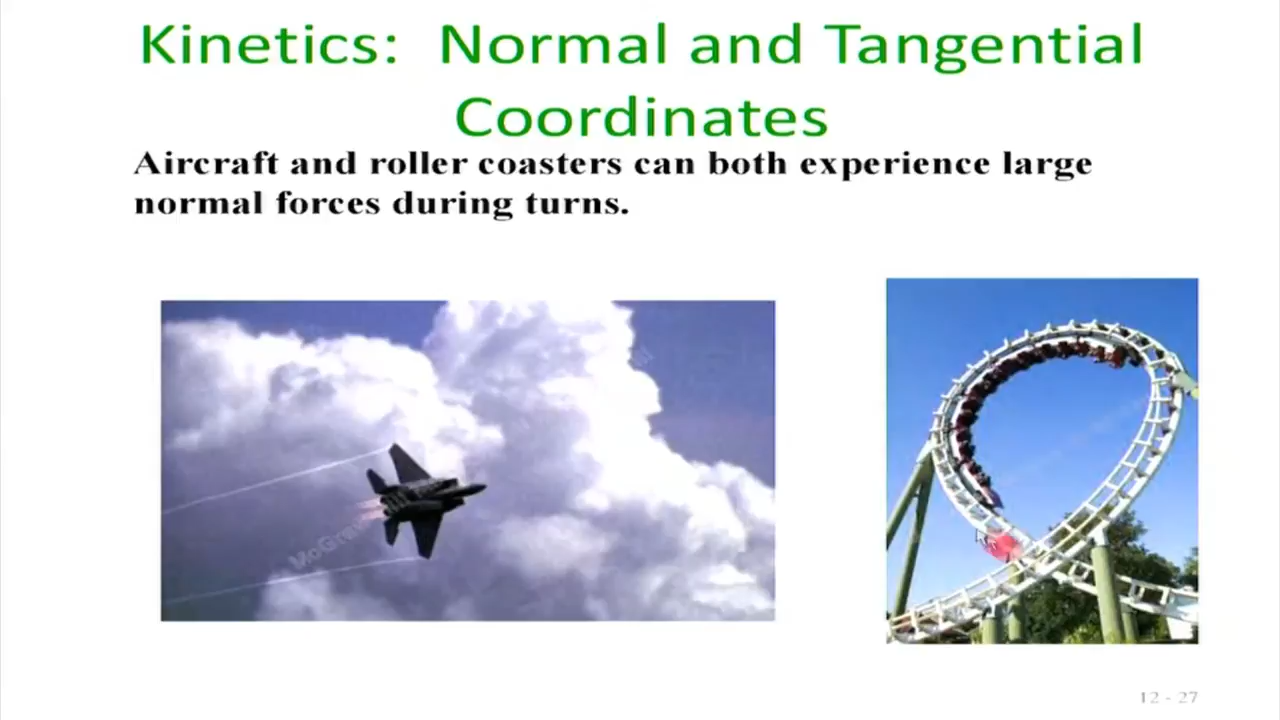 Kinetics: Normal and Tangential
Coordinates
Aircraft and roller coasters can both experience large
normal forces during turns.
12 - 27